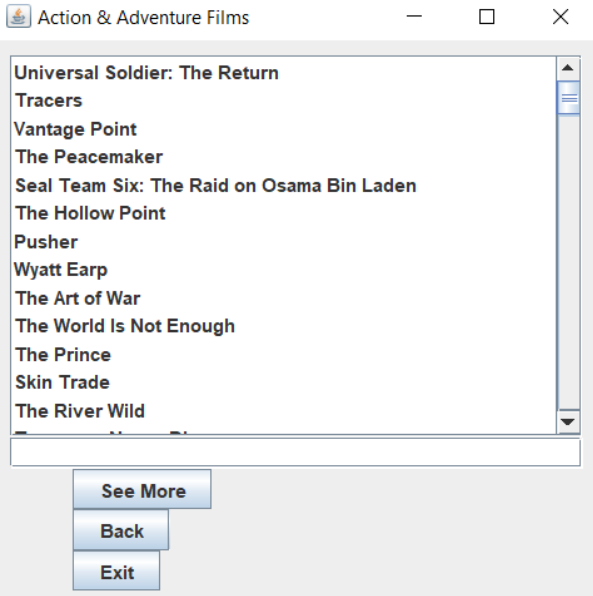 Action & Adventure Films
Universal Soldier: The Return
Tracers
Vantage Point
The Peacemaker
Seal Team Six: The Raid on Osama Bin Laden
The Hollow Point
Pusher
Wyatt Earp
The Art of War
The World Is Not Enough
The Prince
Skin Trade
The River Wild
See More
Back
Exit